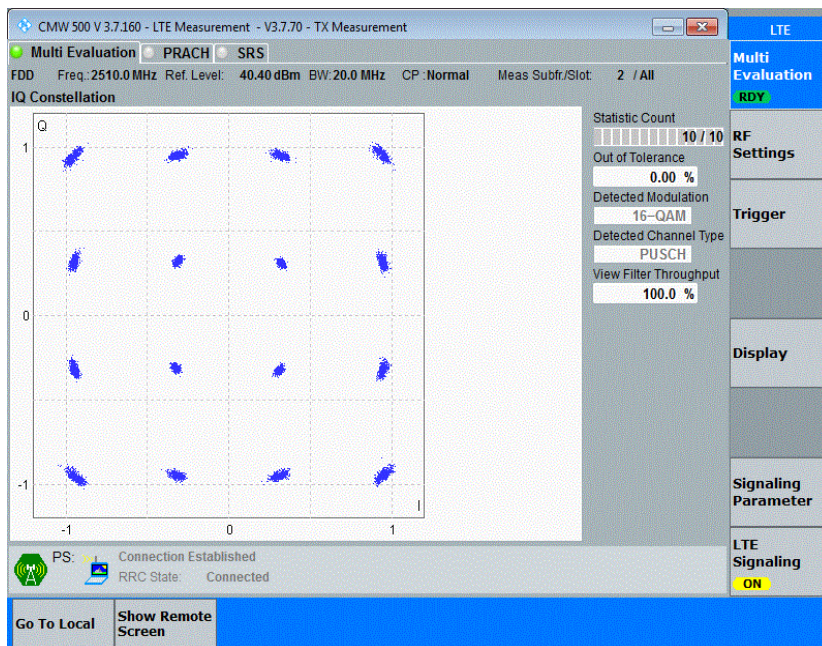 CMW 500 V 3.7.160 - LTE Measurement - V3.7.70 - TX Measurement
Multi Evaluation PRACH SRS
FDD Freq.: 2510.0 MHz Ref. Level: 40.40 dBm BW: 20.0 MHz CP : Normal Meas Subfr./Slot: 2 / All
IQ Constellation
Q
1
0
-1
I
-1 0 1
Statistic Count
10 / 10
Out of Tolerance
0.00 %
Detected Modulation
16-QAM
Detected Channel Type
PUSCH
View Filter Throughput
100.0 %
LTE
Multi
Evaluation
RDY
RF
Settings
Trigger
Display
Signaling
Parameter
LTE
Signaling
ON
PS: Connection Established
RRC State: Connected
Go To Local
Show Remote
Screen